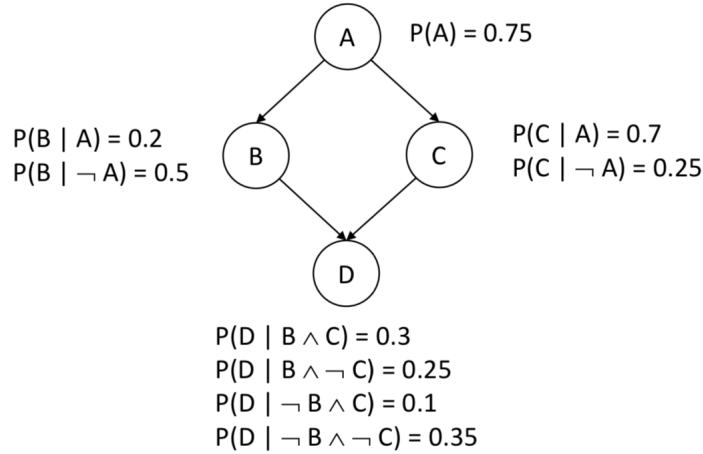 A
P(A) = 0.75
P(B | A) = 0.2
P(B | ¬ A) = 0.5
B
C
P(C | A) = 0.7
P(C | ¬ A) = 0.25
D
P(D | B ∧ C) = 0.3
P(D | B ∧ ¬ C) = 0.25
P(D | ¬ B ∧ C) = 0.1
P(D | ¬ B ∧ ¬ C) = 0.35